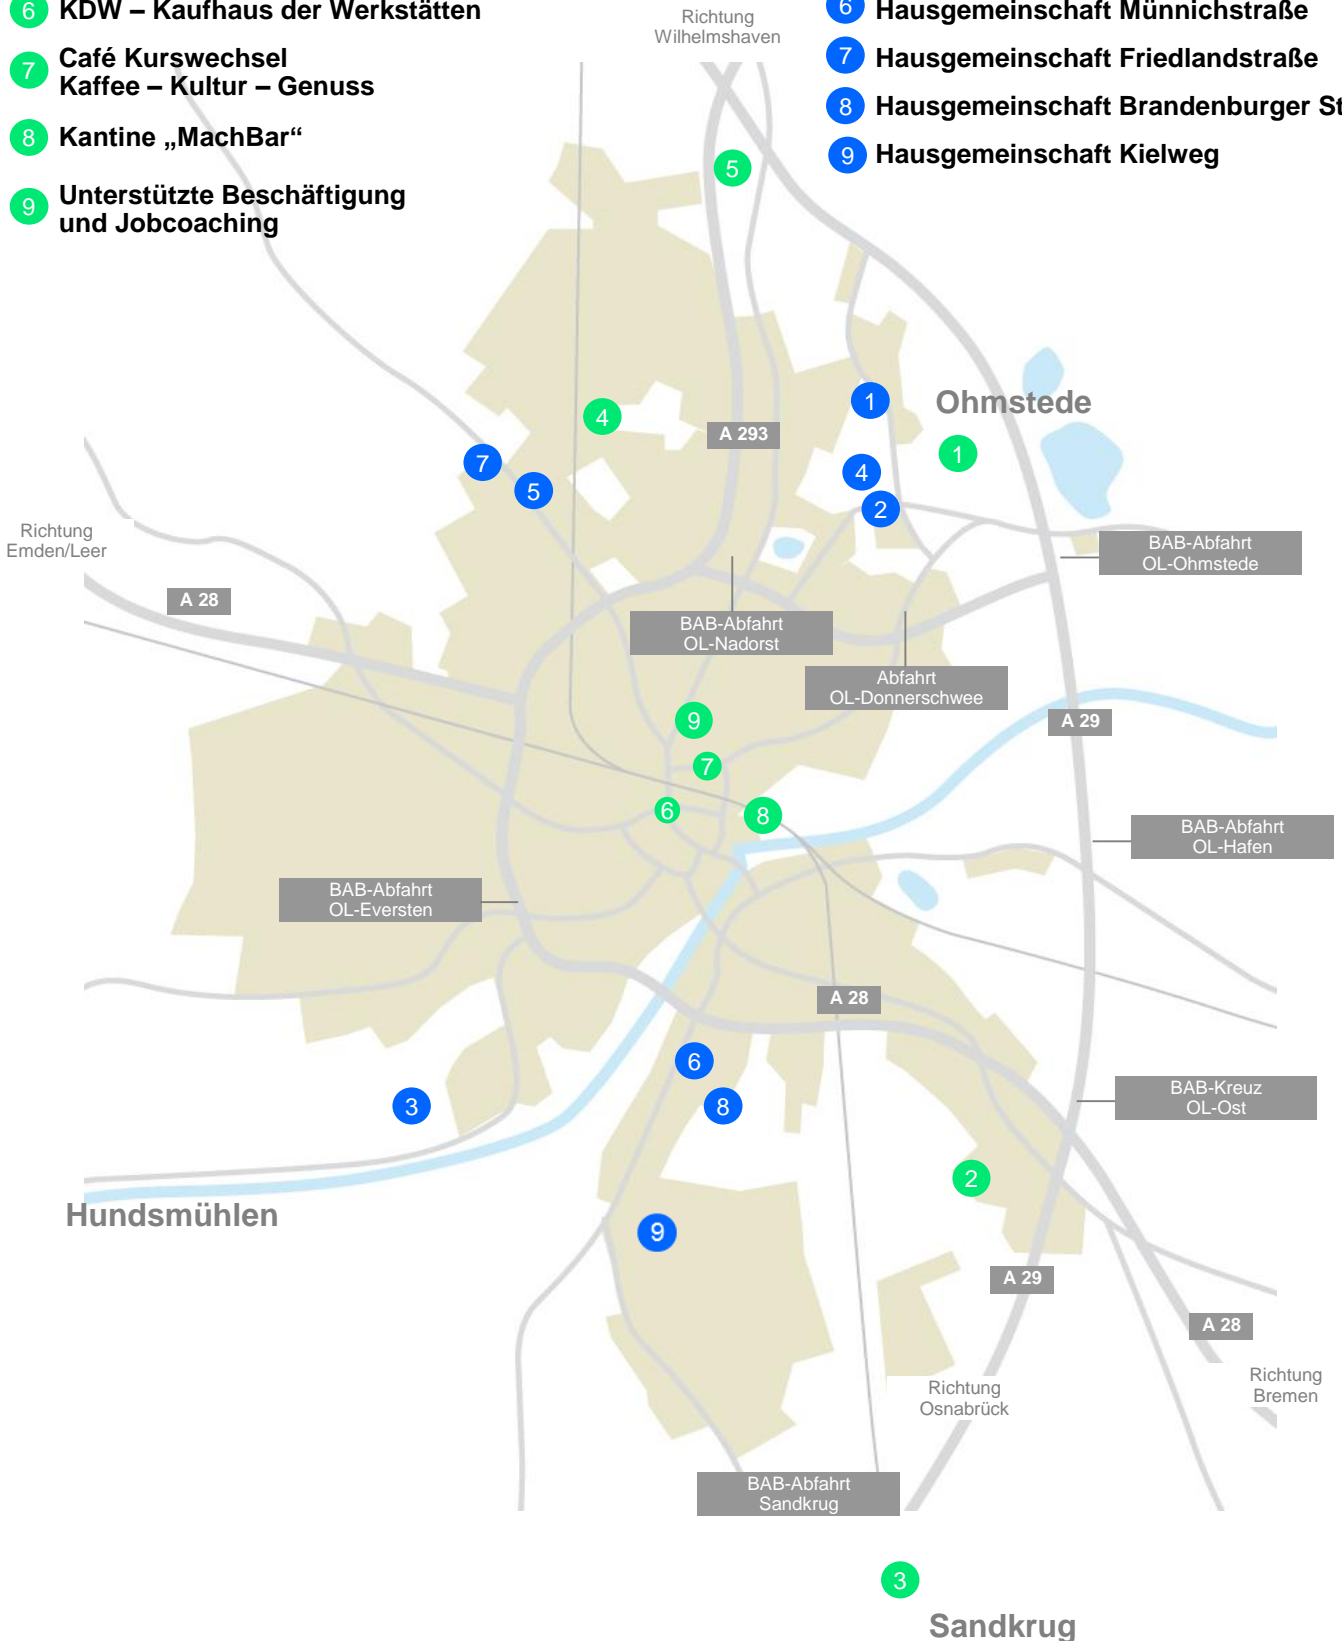 6 KDW – Kaufhaus der Werkstätten
7 Café Kurswechsel
Kaffee – Kultur – Genuss
8 Kantine „MachBar“
9 Unterstützte Beschäftigung
und Jobcoaching
Richtung
Wilhelmshaven
6 Hausgemeinschaft Münnichstraße
7 Hausgemeinschaft Friedlandstraße
8 Hausgemeinschaft Brandenburger St
9 Hausgemeinschaft Kielweg
5
1
Ohmstede
4
A 293
1
7
5
4
2
Richtung
Emden/Leer
BAB-Abfahrt
OL-Ohmstede
A 28
BAB-Abfahrt
OL-Nadorst
Abfahrt
OL-Donnerschwee
9
A 29
7
6
8
BAB-Abfahrt
OL-Hafen
BAB-Abfahrt
OL-Eversten
A 28
6
3
8
BAB-Kreuz
OL-Ost
2
Hundsmühlen
9
A 29
A 28
Richtung
Osnabrück
Richtung
Bremen
BAB-Abfahrt
Sandkrug
3
Sandkrug